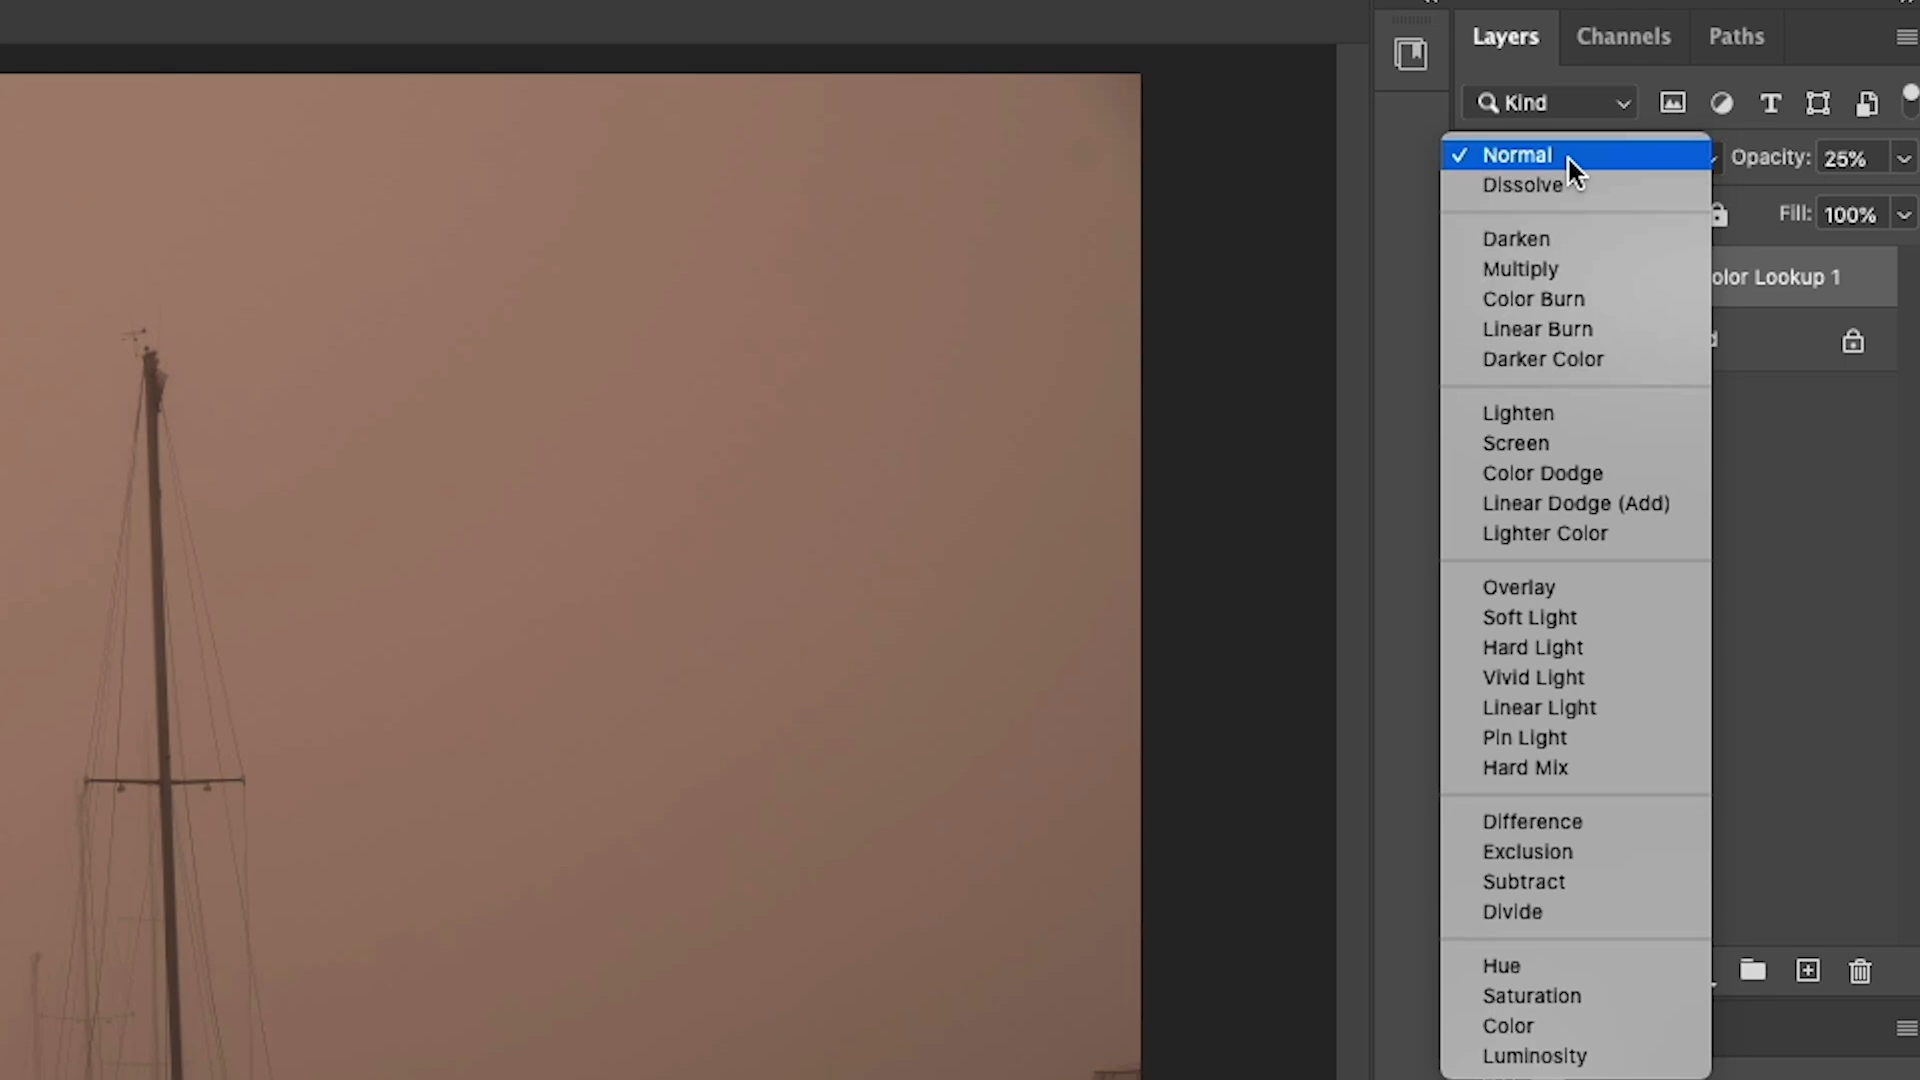 Layers Channels Paths
Kind
Normal
Opacity: 25%
Dissolve
Fill: 100%
Darken
Multiply
olor Lookup 1
Color Burn
Linear Burn
d
Darker Color
Lighten
Screen
Color Dodge
Linear Dodge (Add)
Lighter Color
Overlay
Soft Light
Hard Light
Vivid Light
Linear Light
Pin Light
Hard Mix
Difference
Exclusion
Subtract
Divide
Hue
Saturation
Color
Luminosity